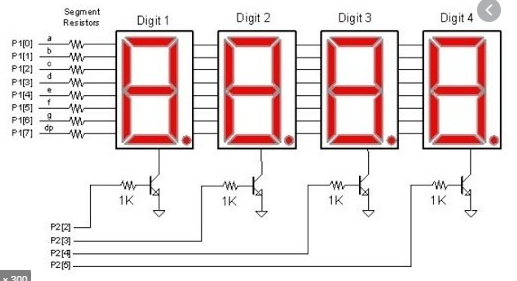 Segment
Resistors
Digit 1
Digit 2
Digit 3
Digit 4
P1[0] a
P1[1] b
P1[2] c
P1[3] d
P1[4] e
P1[5] f
P1[6] g
P1[7] dp
1K
1K
1K
1K
P2[2]
P2[3]
P2[4]
P2[5]
× 300